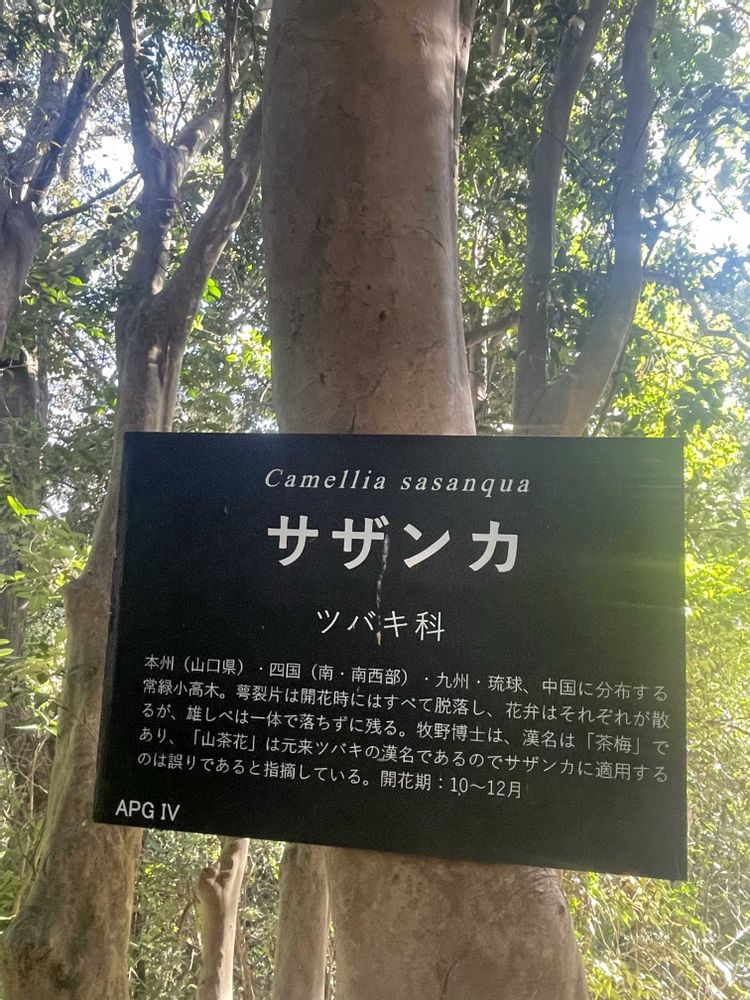 Camellia sasanqua
サザンカ
ツバキ科
本州（山口県）・四国（南・南西部）・九州・琉球、中国に分布する
常緑小高木。萼裂片は開花時にはすべて脱落し、花弁はそれぞれが散
るが、雄しべは一体で落ちずに残る。牧野博士は、漢名は「茶梅」で
あり、「山茶花」は元来ツバキの漢名であるのでサザンカに適用する
のは誤りであると指摘している。開花期：10〜12月
APG IV